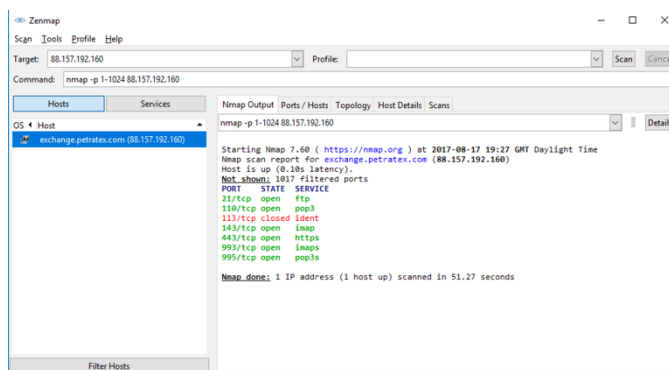 Zenmap
Scan Tools Profile Help
Target: 88.157.192.160 Profile: Scan Cance
Command: nmap -p 1-1024 88.157.192.160
Hosts Services
Nmap Output Ports / Hosts Topology Host Details Scans
OS Host
nmap -p 1-1024 88.157.192.160 Detail
exchange.petratex.com (88.157.192.160)
Starting Nmap 7.60 ( https://nmap.org ) at 2017-08-17 19:27 GMT Daylight Time
Nmap scan report for exchange.petratex.com (88.157.192.160)
Host is up (0.10s latency).
Not shown: 1017 filtered ports
PORT STATE SERVICE
21/tcp open ftp
110/tcp open pop3
113/tcp closed ident
143/tcp open imap
443/tcp open https
993/tcp open imaps
995/tcp open pop3s
Nmap done: 1 IP address (1 host up) scanned in 51.27 seconds
Filter Hosts